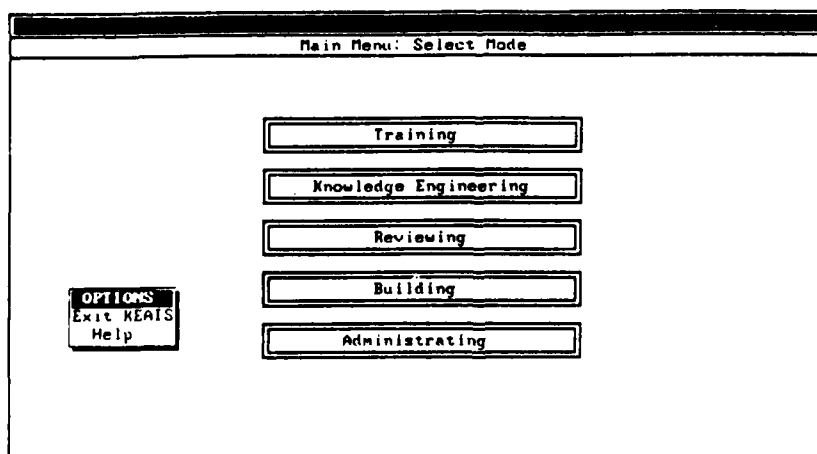 Main Menu: Select Mode
Training
Knowledge Engineering
Reviewing
Building
Administrating
OPTIONS
Exit KEAIS
Help